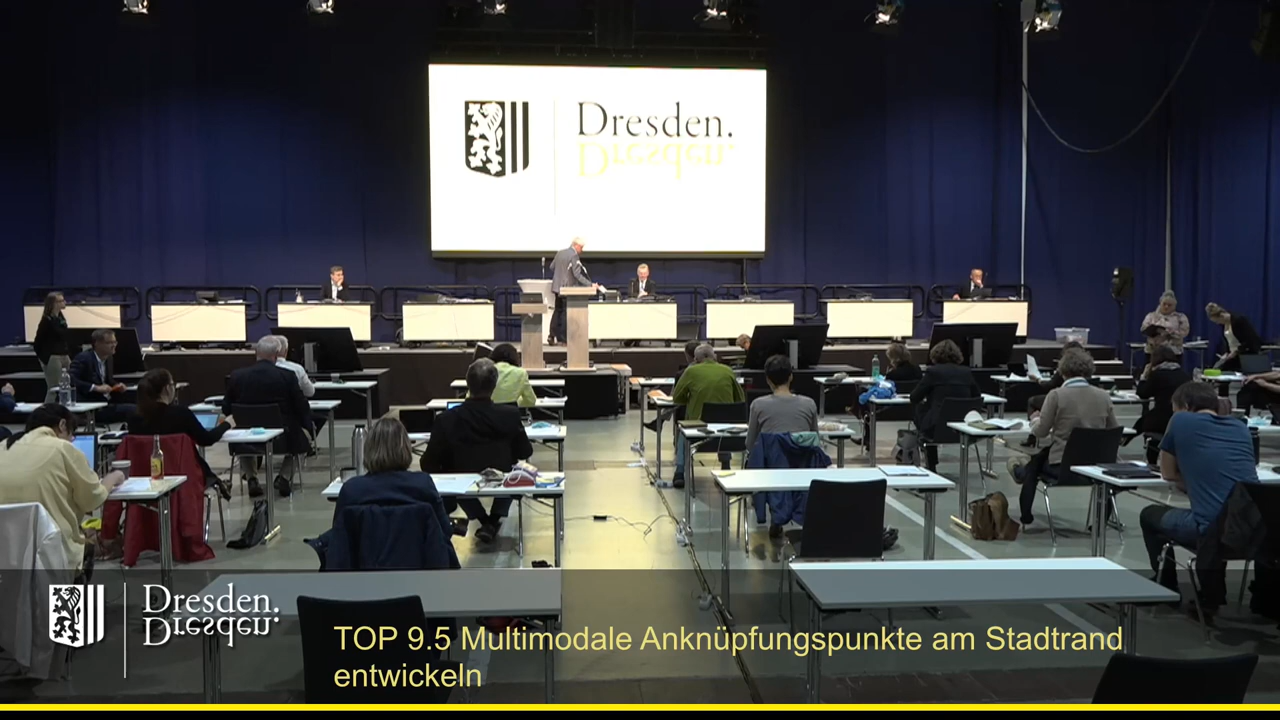 Dresden.
Dresden.
Dresden.
Dresden.
TOP 9.5 Multimodale Anknüpfungspunkte am Stadtrand
entwickeln